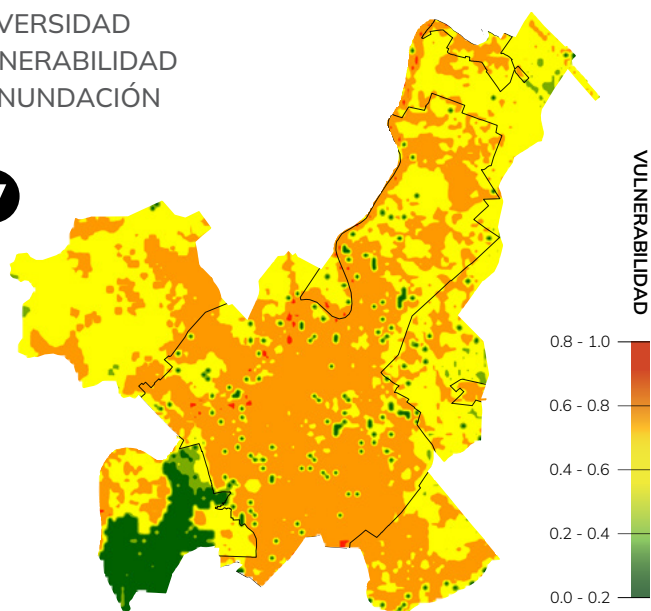 VERSIDAD
NERABILIDAD
NUNDACIÓN
VULNERABILIDAD
0.8 - 1.0
0.6 - 0.8
0.4 - 0.6
0.2 - 0.4
0.0 - 0.2